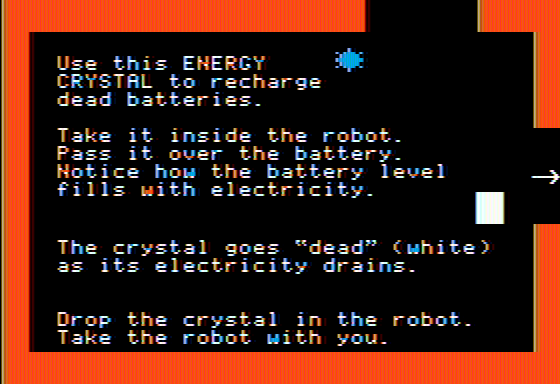 Use this ENERGY
CRYSTAL to recharge
dead batteries.
Take it inside the robot.
Pass it over the battery.
Notice how the battery level
fills with electricity.
The crystal goes "dead" (white)
as its electricity drains.
Drop the crystal in the robot.
Take the robot with you.